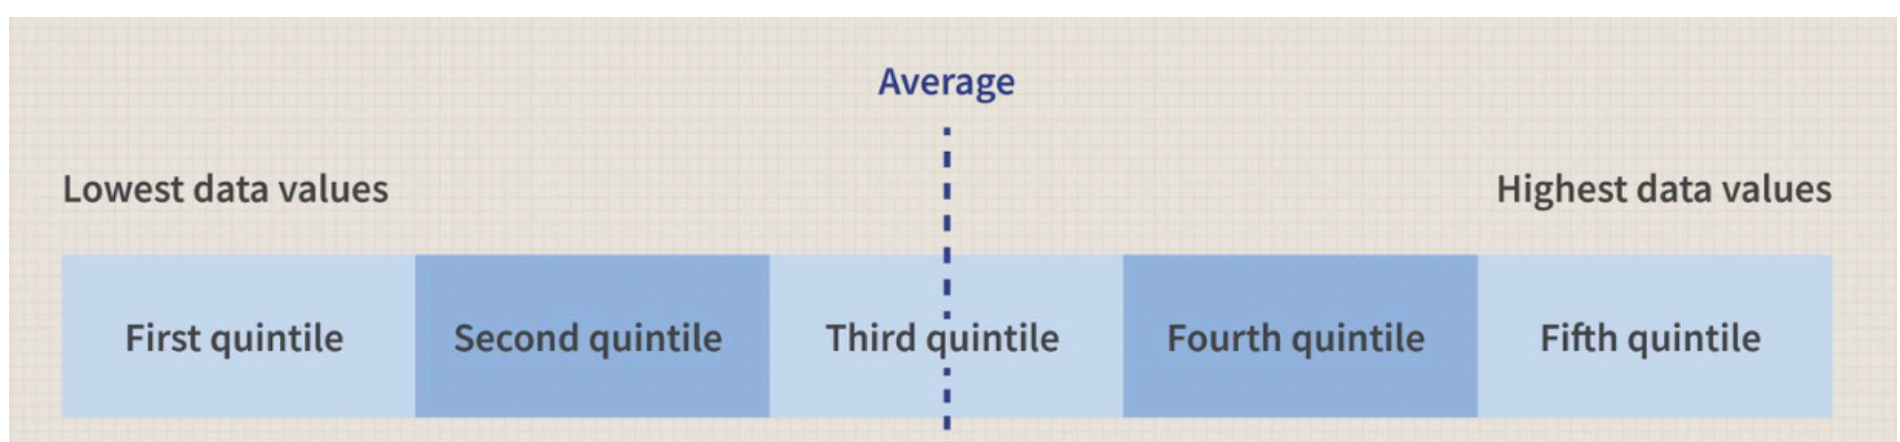 Average
Lowest data values
Highest data values
First quintile
Second quintile
Third quintile
Fourth quintile
Fifth quintile